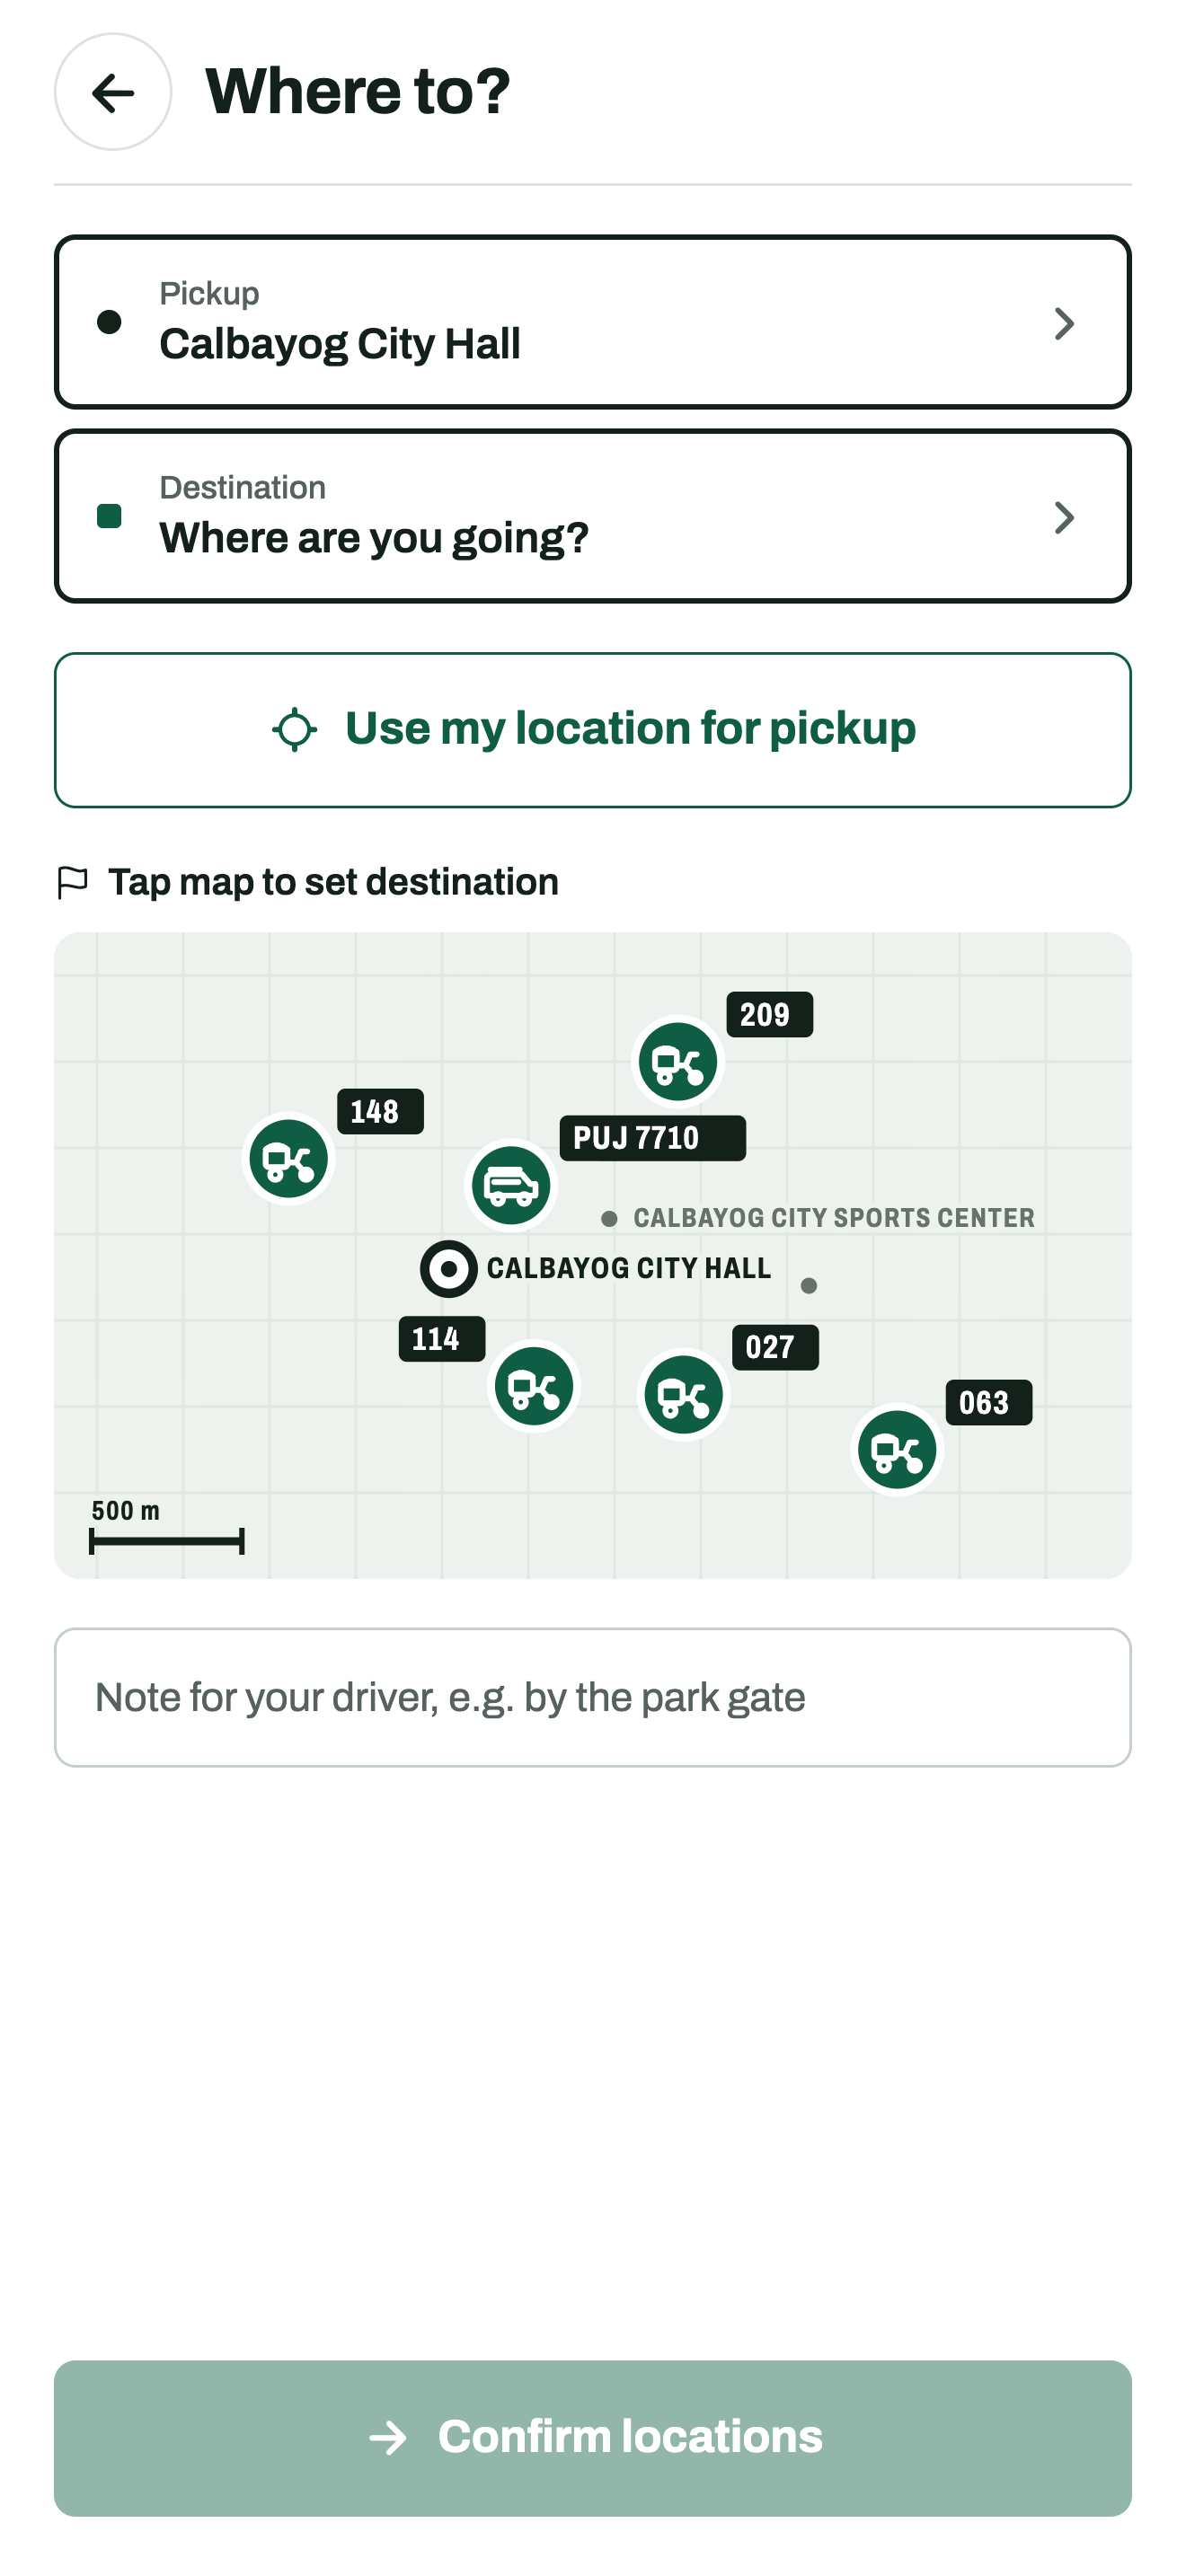 Where to?
Pickup
Calbayog City Hall
Destination
Where are you going?
Use my location for pickup
Tap map to set destination
209
148
PUJ 7710
CALBAYOG CITY SPORTS CENTER
CALBAYOG CITY HALL
114
027
063
500 m
Note for your driver, e.g. by the park gate
Confirm locations